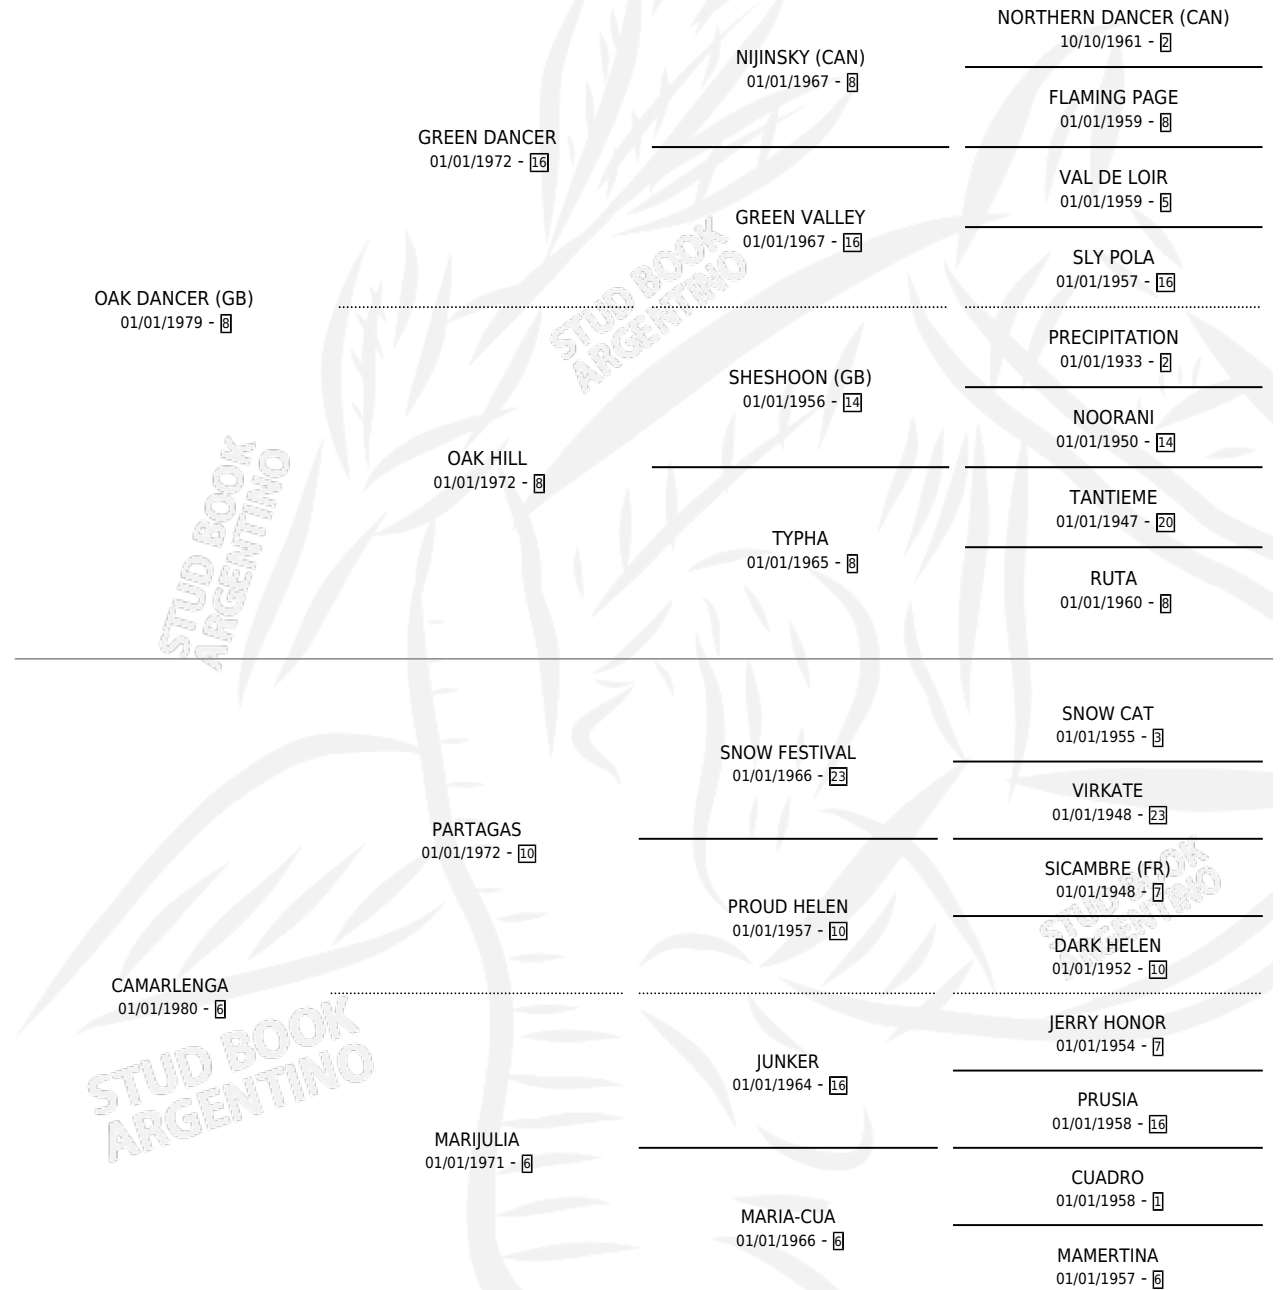 NORTHERN DANCER (CAN)
10/10/1961 - 2
NIJINSKY (CAN)
01/01/1967 - 8
FLAMING PAGE
01/01/1959 - 8
GREEN DANCER
01/01/1972 - 16
VAL DE LOIR
01/01/1959 - 5
GREEN VALLEY
01/01/1967 - 16
SLY POLA
01/01/1957 - 16
OAK DANCER (GB)
01/01/1979 - 8
STUD BOOK
ARGENTINO
PRECIPITATION
01/01/1933 - 2
SHESHOON (GB)
01/01/1956 - 14
NOORANI
01/01/1950 - 14
OAK HILL
01/01/1972 - 8
TANTIEME
01/01/1947 - 20
TYPHA
01/01/1965 - 8
RUTA
01/01/1960 - 8
STUD BOOK
ARGENTINO
SNOW CAT
01/01/1955 - 3
SNOW FESTIVAL
01/01/1966 - 23
VIRKATE
01/01/1948 - 23
PARTAGAS
01/01/1972 - 10
SICAMBRE (FR)
01/01/1948 - 7
PROUD HELEN
01/01/1957 - 10
STUD BOOK
ARGENTINO
DARK HELEN
01/01/1952 - 10
CAMARLENGA
01/01/1980 - 6
JERRY HONOR
01/01/1954 - 7
STUD BOOK
ARGENTINO
JUNKER
01/01/1964 - 16
PRUSIA
01/01/1958 - 16
MARIJULIA
01/01/1971 - 6
CUADRO
01/01/1958 - 1
MARIA-CUA
01/01/1966 - 6
MAMERTINA
01/01/1957 - 6